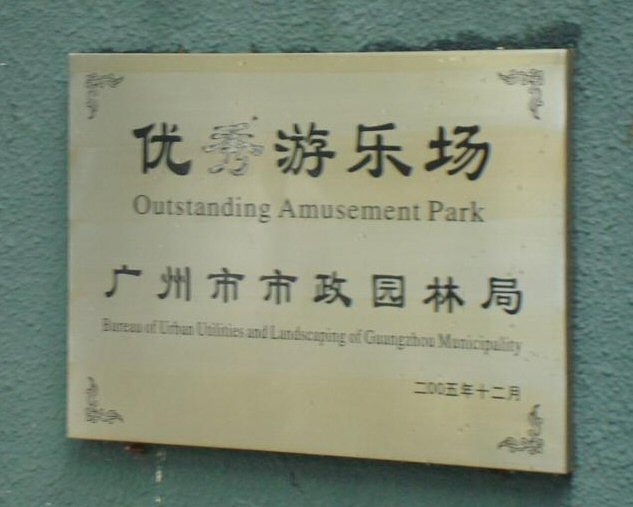 优秀游乐场
Outstanding Amusement Park
广州市市政园林局
Bureau of Urban Utilities and Landscaping of Guangzhou Municipality
二00五年十二月